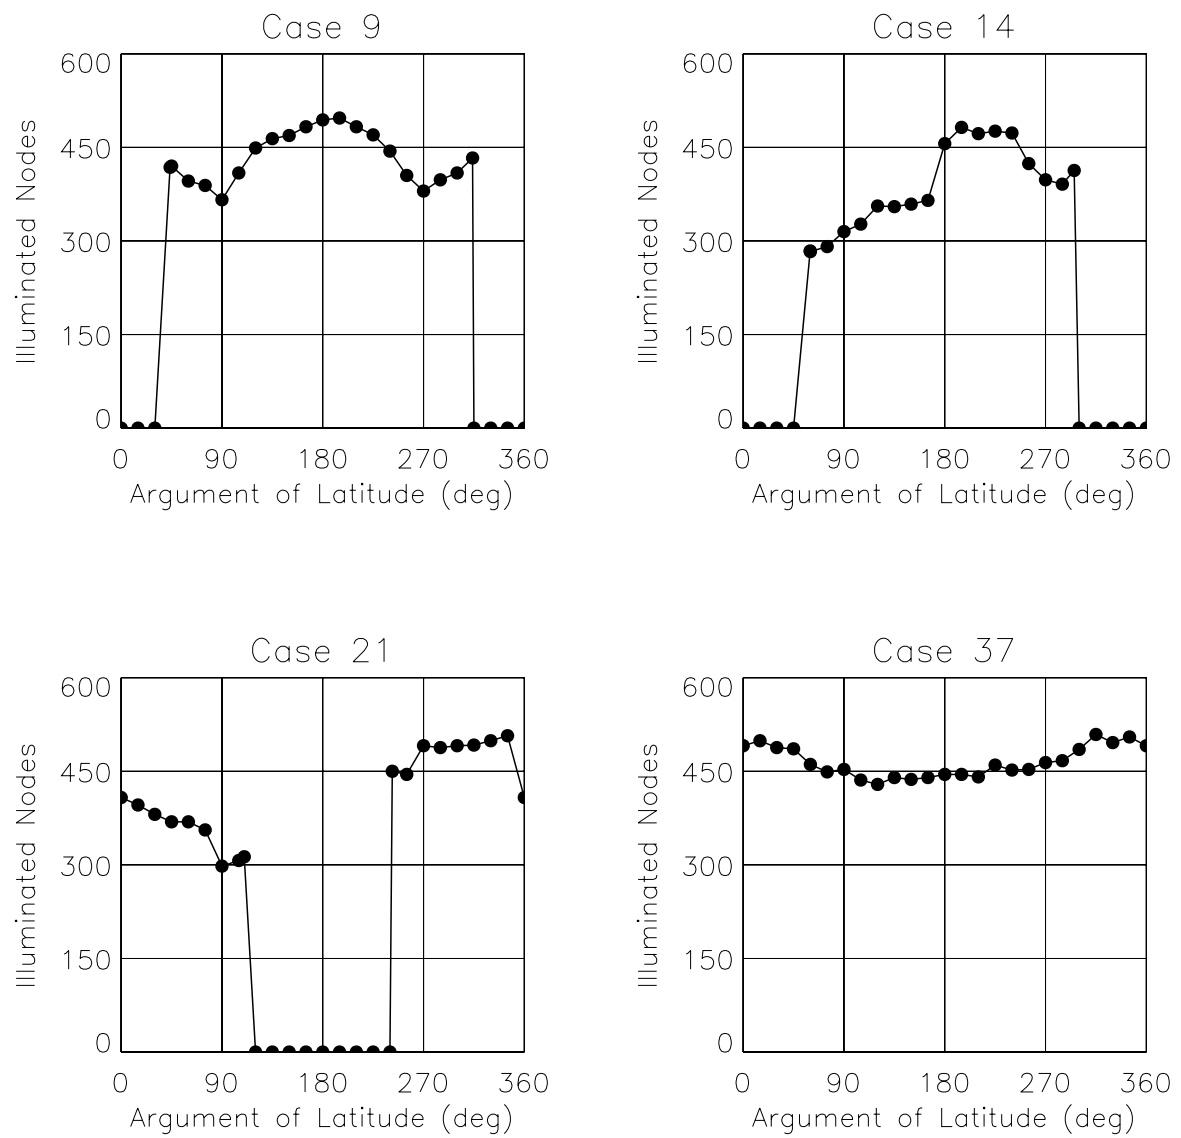 Case 9
600
450
300
150
0
Illuminated Nodes
0 90 180 270 360
Argument of Latitude (deg)
Case 14
600
450
300
150
0
Illuminated Nodes
0 90 180 270 360
Argument of Latitude (deg)
Case 21
600
450
300
150
0
Illuminated Nodes
0 90 180 270 360
Argument of Latitude (deg)
Case 37
600
450
300
150
0
Illuminated Nodes
0 90 180 270 360
Argument of Latitude (deg)